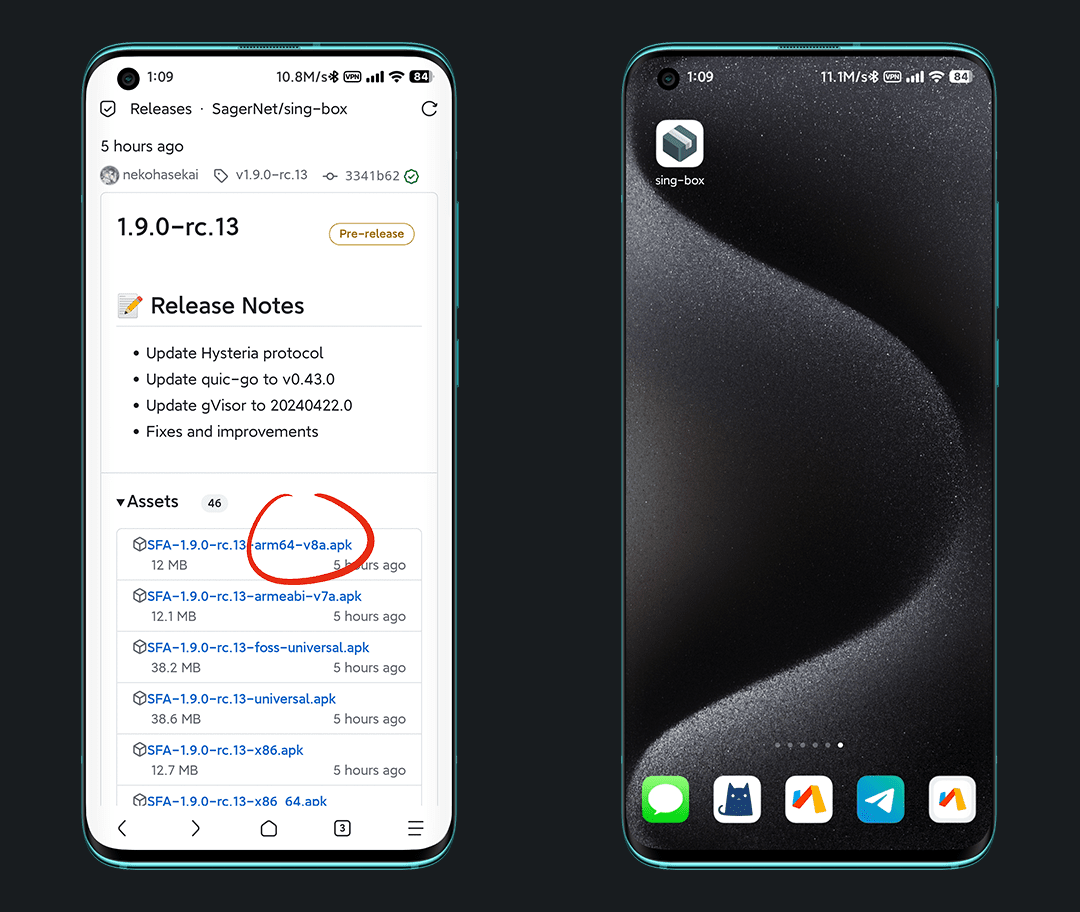 1:09 10.8M/s VPN 84
Releases · SagerNet/sing-box
5 hours ago
nekohasekai v1.9.0-rc.13 3341b62
1.9.0-rc.13
Pre-release
Release Notes
• Update Hysteria protocol
• Update quic-go to v0.43.0
• Update gVisor to 20240422.0
• Fixes and improvements
Assets 46
SFA-1.9.0-rc.13-arm64-v8a.apk
12 MB 5 hours ago
SFA-1.9.0-rc.13-armeabi-v7a.apk
12.1 MB 5 hours ago
SFA-1.9.0-rc.13-foss-universal.apk
38.2 MB 5 hours ago
SFA-1.9.0-rc.13-universal.apk
38.6 MB 5 hours ago
SFA-1.9.0-rc.13-x86.apk
12.7 MB 5 hours ago
SFA-1.9.0-rc.13-x86_64.apk
3
1:09 11.1M/s VPN 84
sing-box